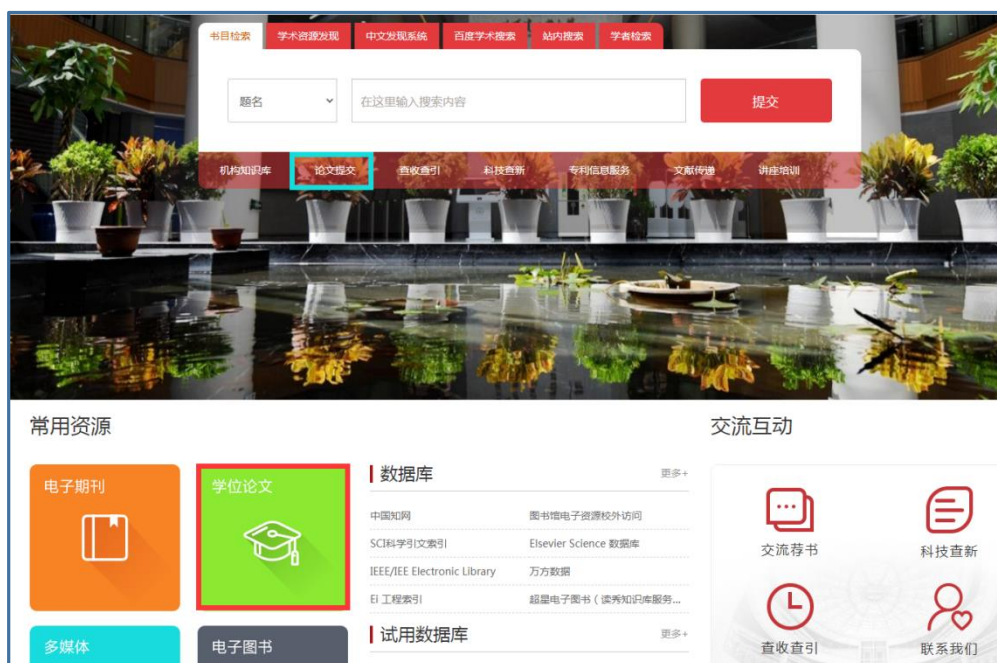 书目检索 学术资源发现 中文发现系统 百度学术搜索 站内搜索 学者检索
题名 在这里输入搜索内容 提交
机构知识库 论文提交 查收查引 科技查新 专利信息服务 文献传递 讲座培训
常用资源
电子期刊
学位论文
多媒体
电子图书
数据库 更多+
中国知网 图书馆电子资源校外访问
SCI科学引文索引 Elsevier Science 数据库
IEEE/IEE Electronic Library 万方数据
EI 工程索引 超星电子图书（读秀知识库服务...
试用数据库 更多+
交流互动
交流荐书 科技查新
查收查引 联系我们